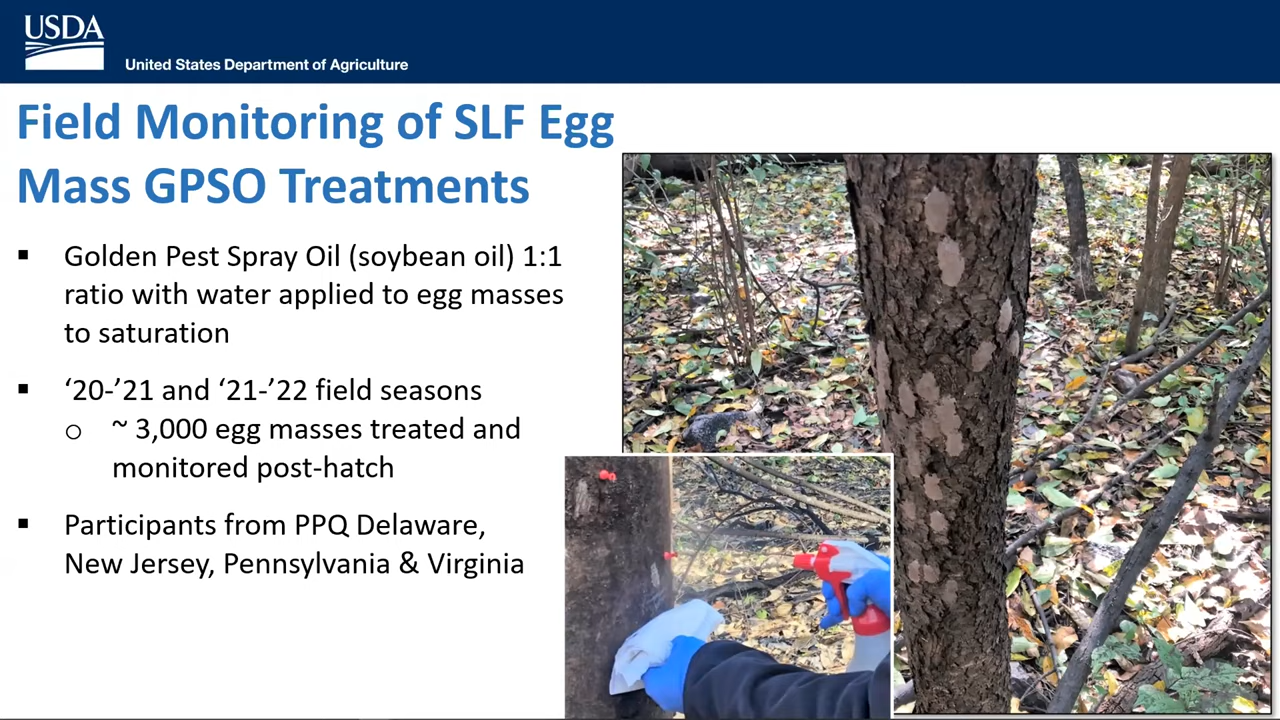 USDA
United States Department of Agriculture
Field Monitoring of SLF Egg
Mass GPSO Treatments
▪ Golden Pest Spray Oil (soybean oil) 1:1
ratio with water applied to egg masses
to saturation
▪ ‘20-’21 and ‘21-’22 field seasons
o ~ 3,000 egg masses treated and
monitored post-hatch
▪ Participants from PPQ Delaware,
New Jersey, Pennsylvania & Virginia